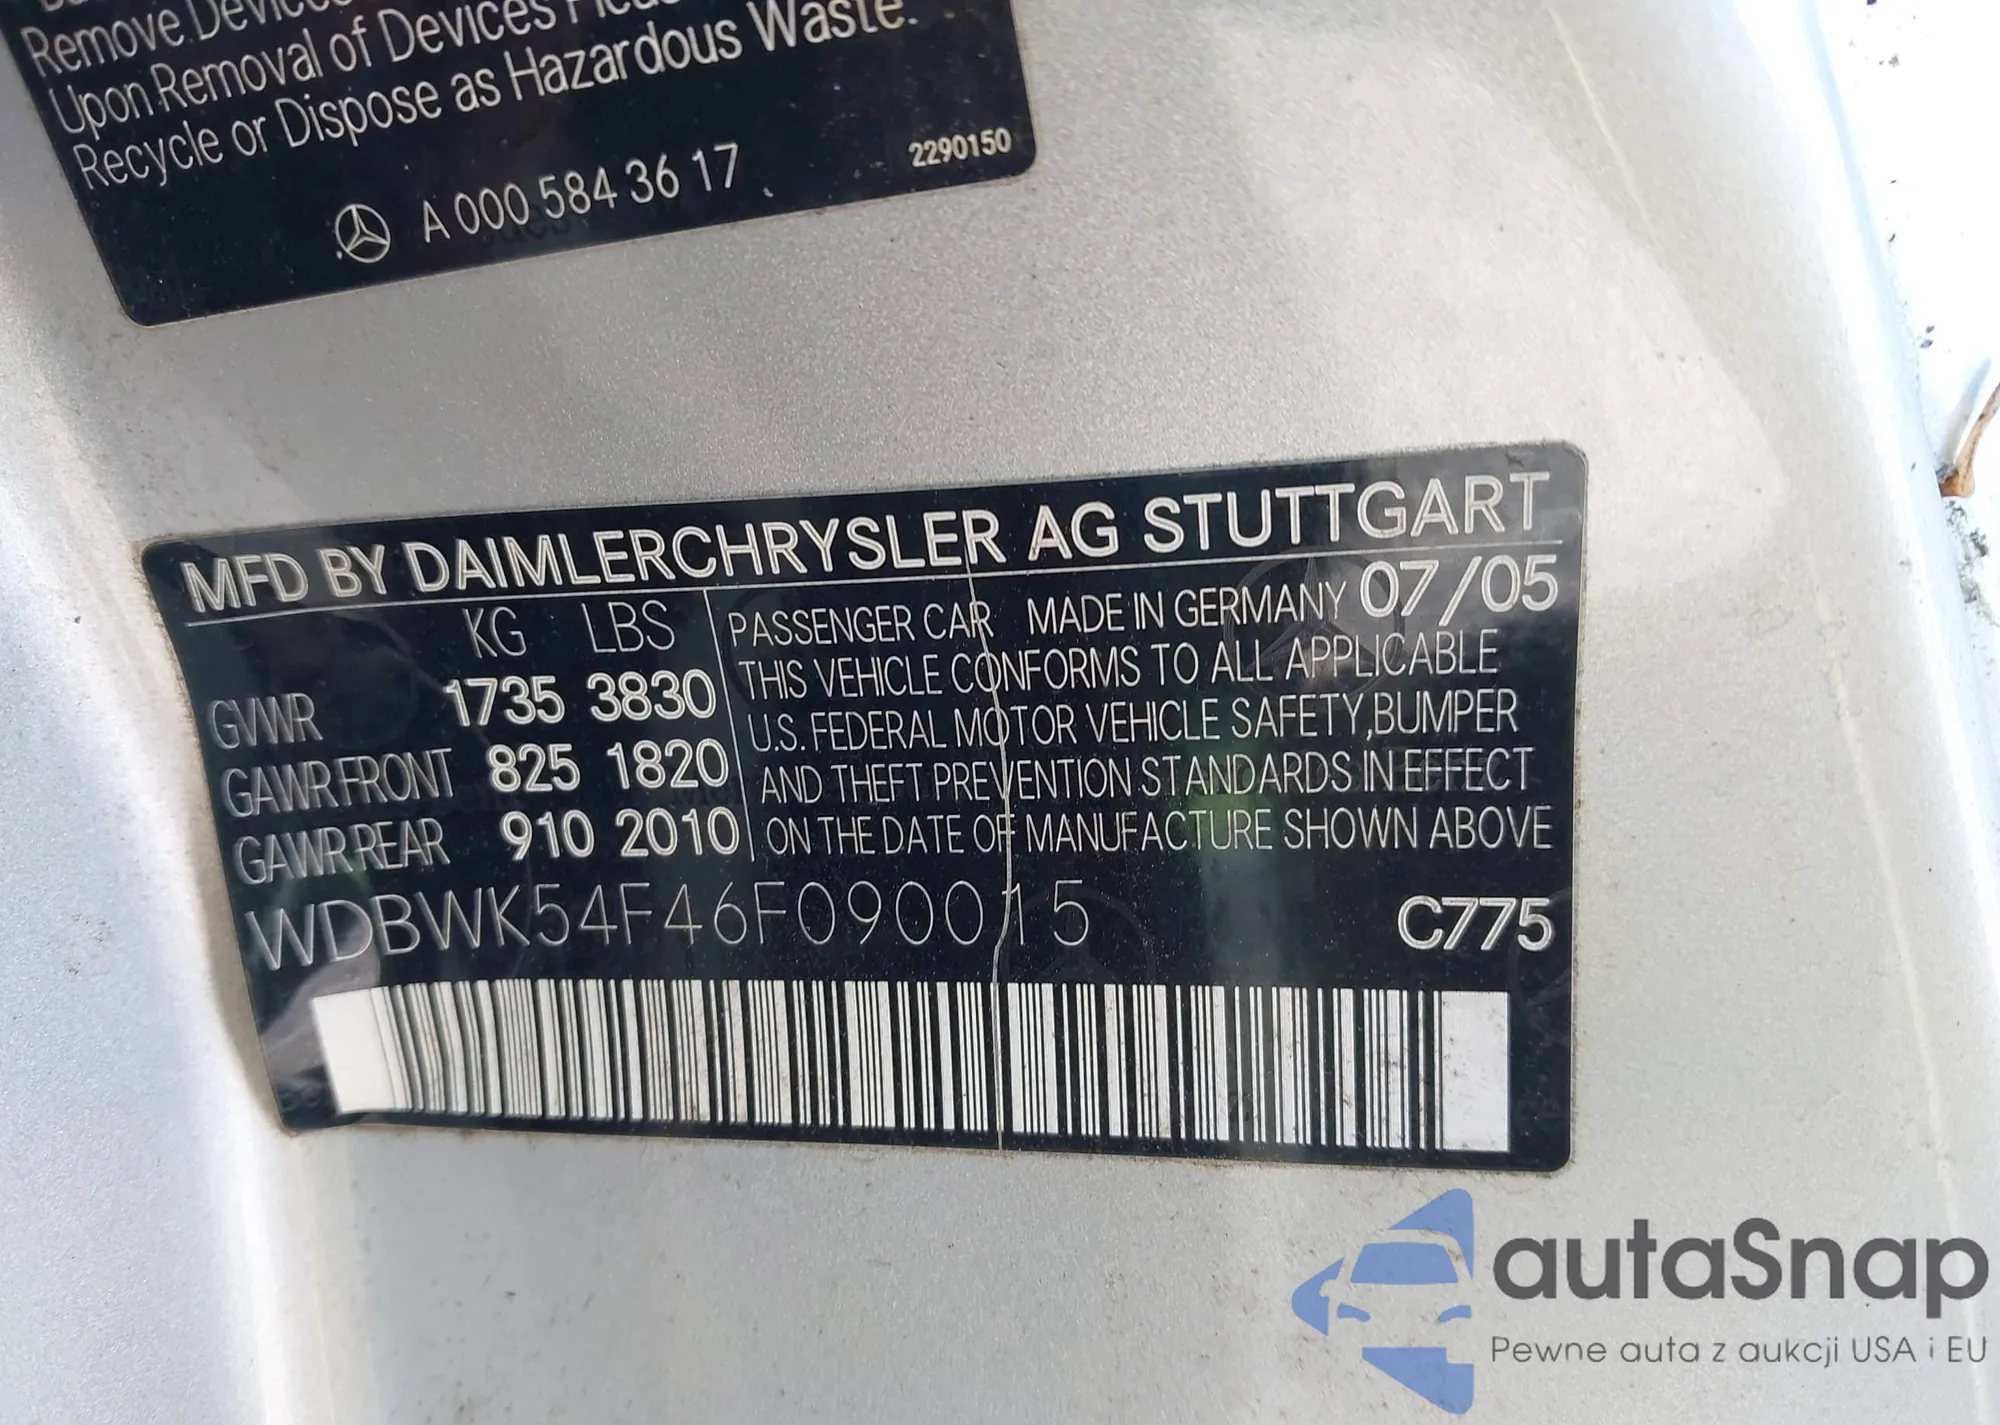 Remove Devices
Upon Removal of Devices
Recycle or Dispose as Hazardous Waste.
2290150
A 000 584 36 17
MFD BY DAIMLERCHRYSLER AG STUTTGART
KG LBS PASSENGER CAR MADE IN GERMANY 07/05
GVWR 1735 3830 THIS VEHICLE CONFORMS TO ALL APPLICABLE
U.S. FEDERAL MOTOR VEHICLE SAFETY,BUMPER
GAWR FRONT 825 1820 AND THEFT PREVENTION STANDARDS IN EFFECT
GAWR REAR 910 2010 ON THE DATE OF MANUFACTURE SHOWN ABOVE
WDBWK54F46F090015 C775
autoSnap
Pewne auta z aukcji USA i EU